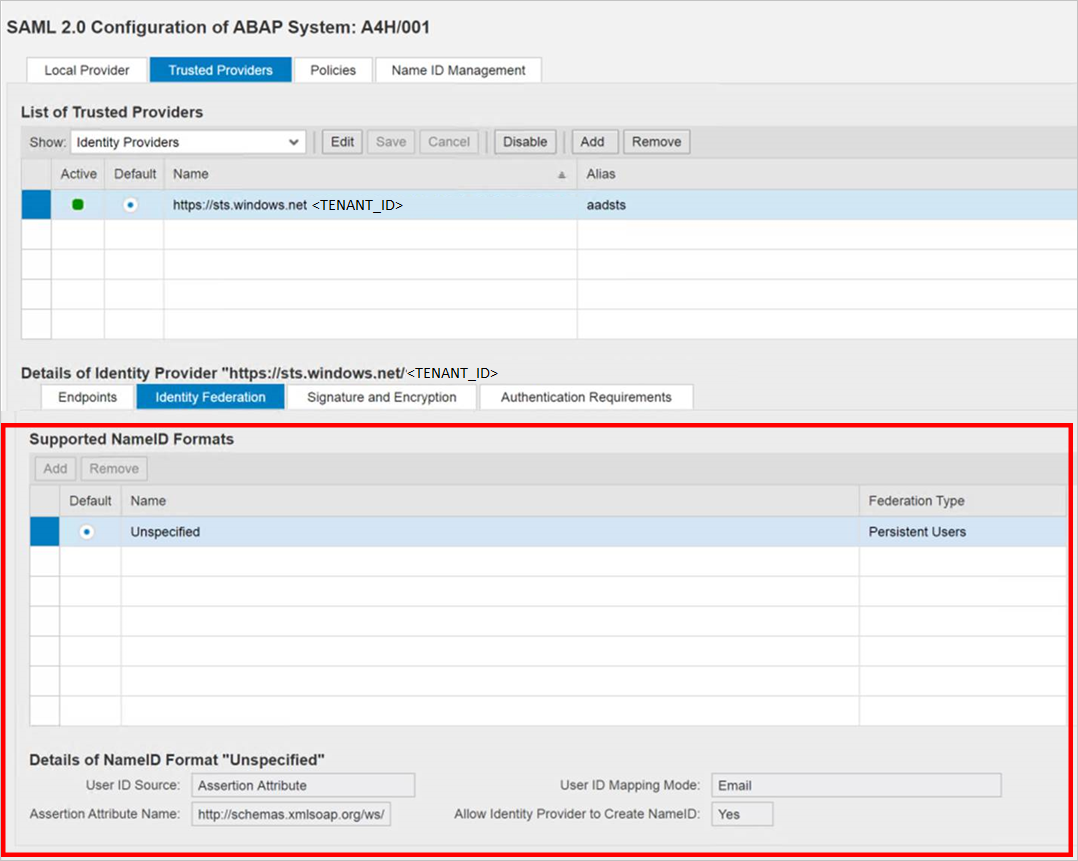 SAML 2.0 Configuration of ABAP System: A4H/001
Local Provider Trusted Providers Policies Name ID Management
List of Trusted Providers
Show: Identity Providers Edit Save Cancel Disable Add Remove
Active Default Name Alias
https://sts.windows.net <TENANT_ID> aadsts
Details of Identity Provider "https://sts.windows.net/<TENANT_ID>
Endpoints Identity Federation Signature and Encryption Authentication Requirements
Supported NameID Formats
Add Remove
Default Name Federation Type
Unspecified Persistent Users
Details of NameID Format "Unspecified"
User ID Source: Assertion Attribute User ID Mapping Mode: Email
Assertion Attribute Name: http://schemas.xmlsoap.org/ws/ Allow Identity Provider to Create NameID: Yes